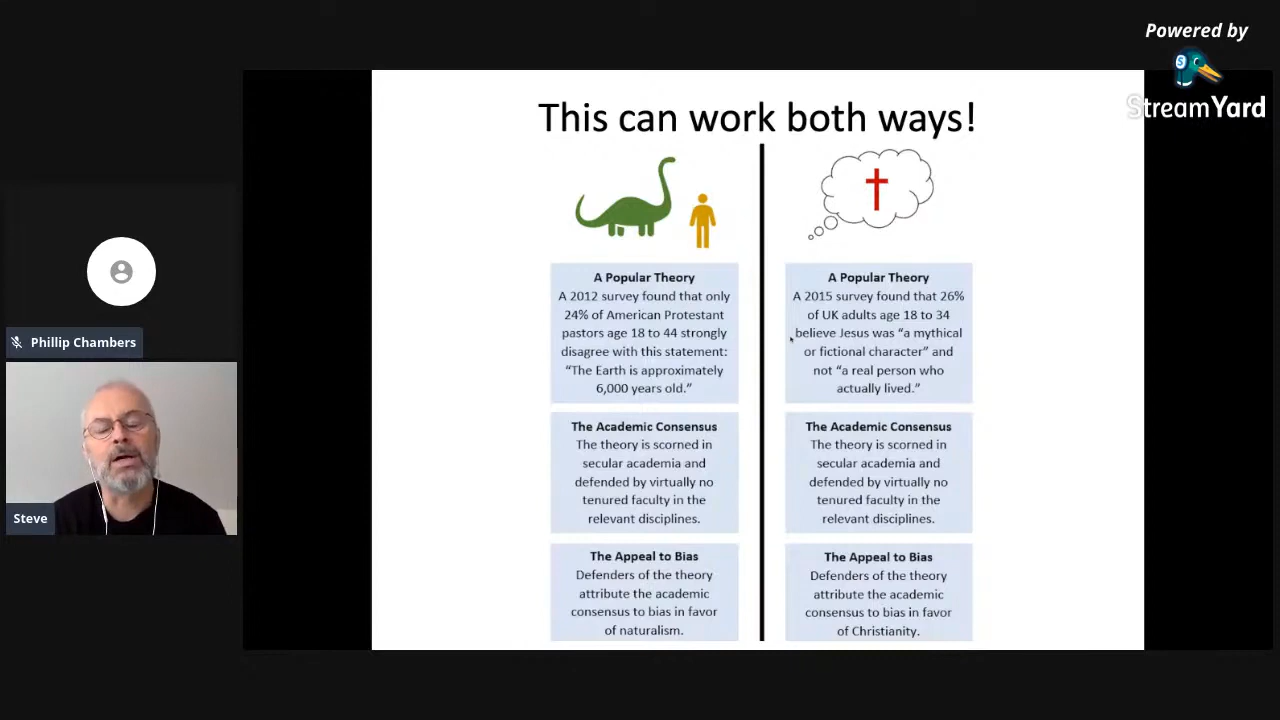 Powered by
StreamYard
This can work both ways!
A Popular Theory
A 2012 survey found that only
24% of American Protestant
pastors age 18 to 44 strongly
disagree with this statement:
“The Earth is approximately
6,000 years old.”
The Academic Consensus
The theory is scorned in
secular academia and
defended by virtually no
tenured faculty in the
relevant disciplines.
The Appeal to Bias
Defenders of the theory
attribute the academic
consensus to bias in favor
of naturalism.
A Popular Theory
A 2015 survey found that 26%
of UK adults age 18 to 34
believe Jesus was “a mythical
or fictional character” and
not “a real person who
actually lived.”
The Academic Consensus
The theory is scorned in
secular academia and
defended by virtually no
tenured faculty in the
relevant disciplines.
The Appeal to Bias
Defenders of the theory
attribute the academic
consensus to bias in favor
of Christianity.
Phillip Chambers
Steve